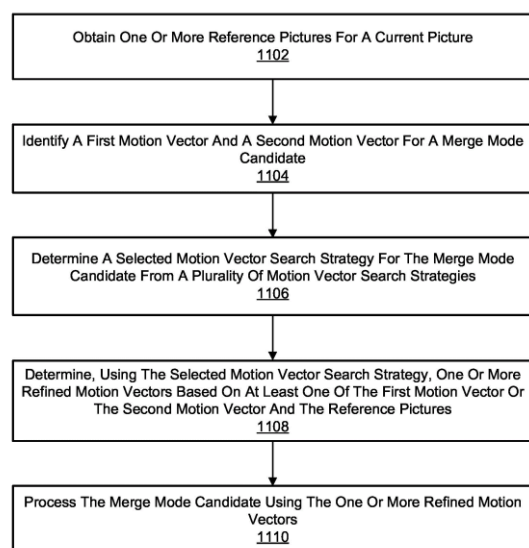 Obtain One Or More Reference Pictures For A Current Picture
1102
Identify A First Motion Vector And A Second Motion Vector For A Merge Mode
Candidate
1104
Determine A Selected Motion Vector Search Strategy For The Merge Mode
Candidate From A Plurality Of Motion Vector Search Strategies
1106
Determine, Using The Selected Motion Vector Search Strategy, One Or More
Refined Motion Vectors Based On At Least One Of The First Motion Vector Or
The Second Motion Vector And The Reference Pictures
1108
Process The Merge Mode Candidate Using The One Or More Refined Motion
Vectors
1110